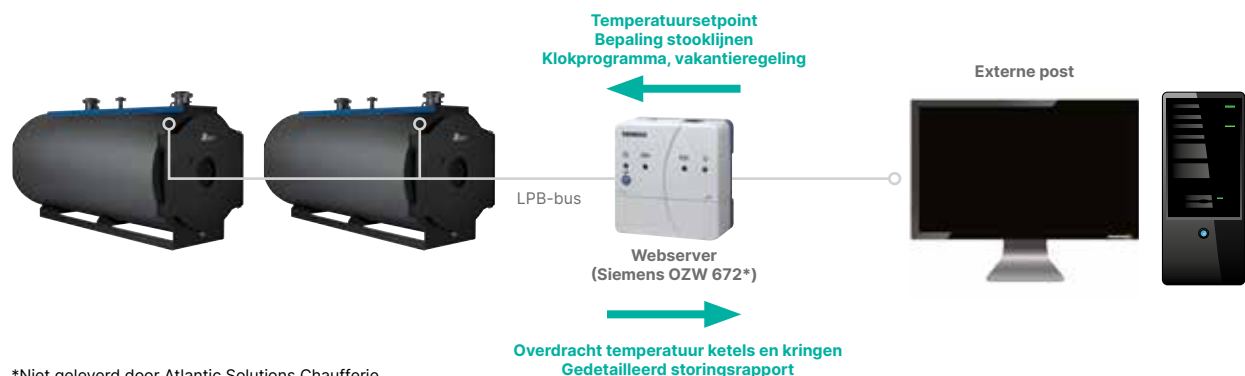 Temperatuursetpoint
Bepaling stooklijnen
Klokprogramma, vakantieregeling
Externe post
SIEMENS
LPB-bus
Webserver
(Siemens OZW 672*)
Overdracht temperatuur ketels en kringen
Gedetailleerd storingsrapport
*Niet geleverd door Atlantic Solutions Chaufferie